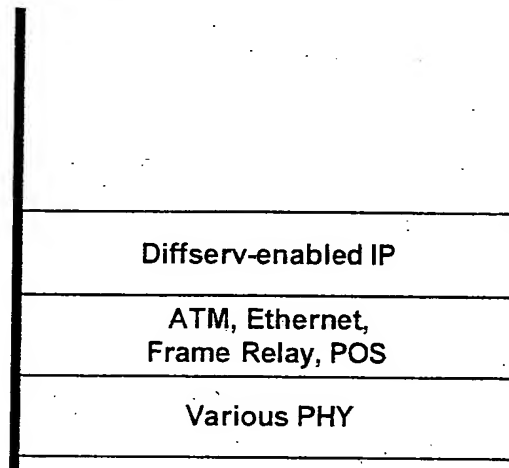 Diffserv-enabled IP
ATM, Ethernet,
Frame Relay, POS
Various PHY